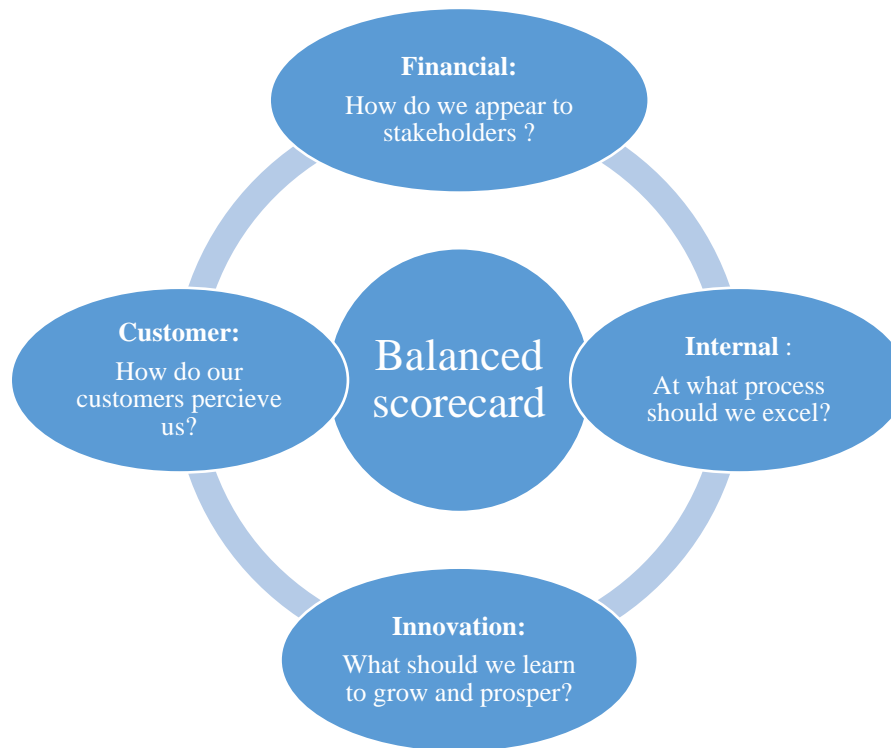 Financial:
How do we appear to
stakeholders ?
Customer:
How do our
customers percieve
us?
Balanced
scorecard
Internal :
At what process
should we excel?
Innovation:
What should we learn
to grow and prosper?